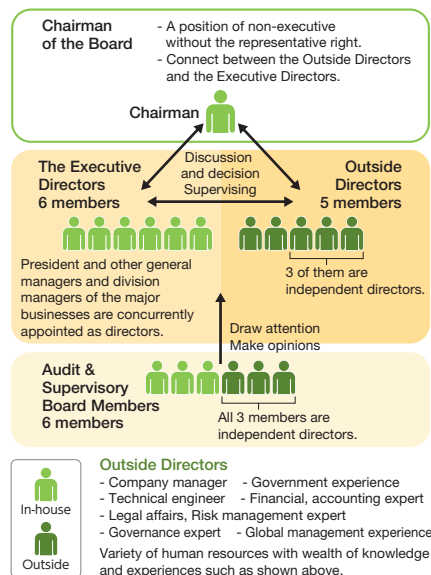 Chairman
of the Board
- A position of non-executive
without the representative right.
- Connect between the Outside Directors
and the Executive Directors.
Chairman
The Executive
Directors
6 members
Discussion
and decision
Supervising
Outside
Directors
5 members
President and other general
managers and division
managers of the major
businesses are concurrently
appointed as directors.
3 of them are
independent directors.
Draw attention
Make opinions
Audit &
Supervisory
Board Members
6 members
All 3 members are
independent directors.
In-house
Outside
Outside Directors
- Company manager - Government experience
- Technical engineer - Financial, accounting expert
- Legal affairs, Risk management expert
- Governance expert - Global management experience
Variety of human resources with wealth of knowledge
and experiences such as shown above.